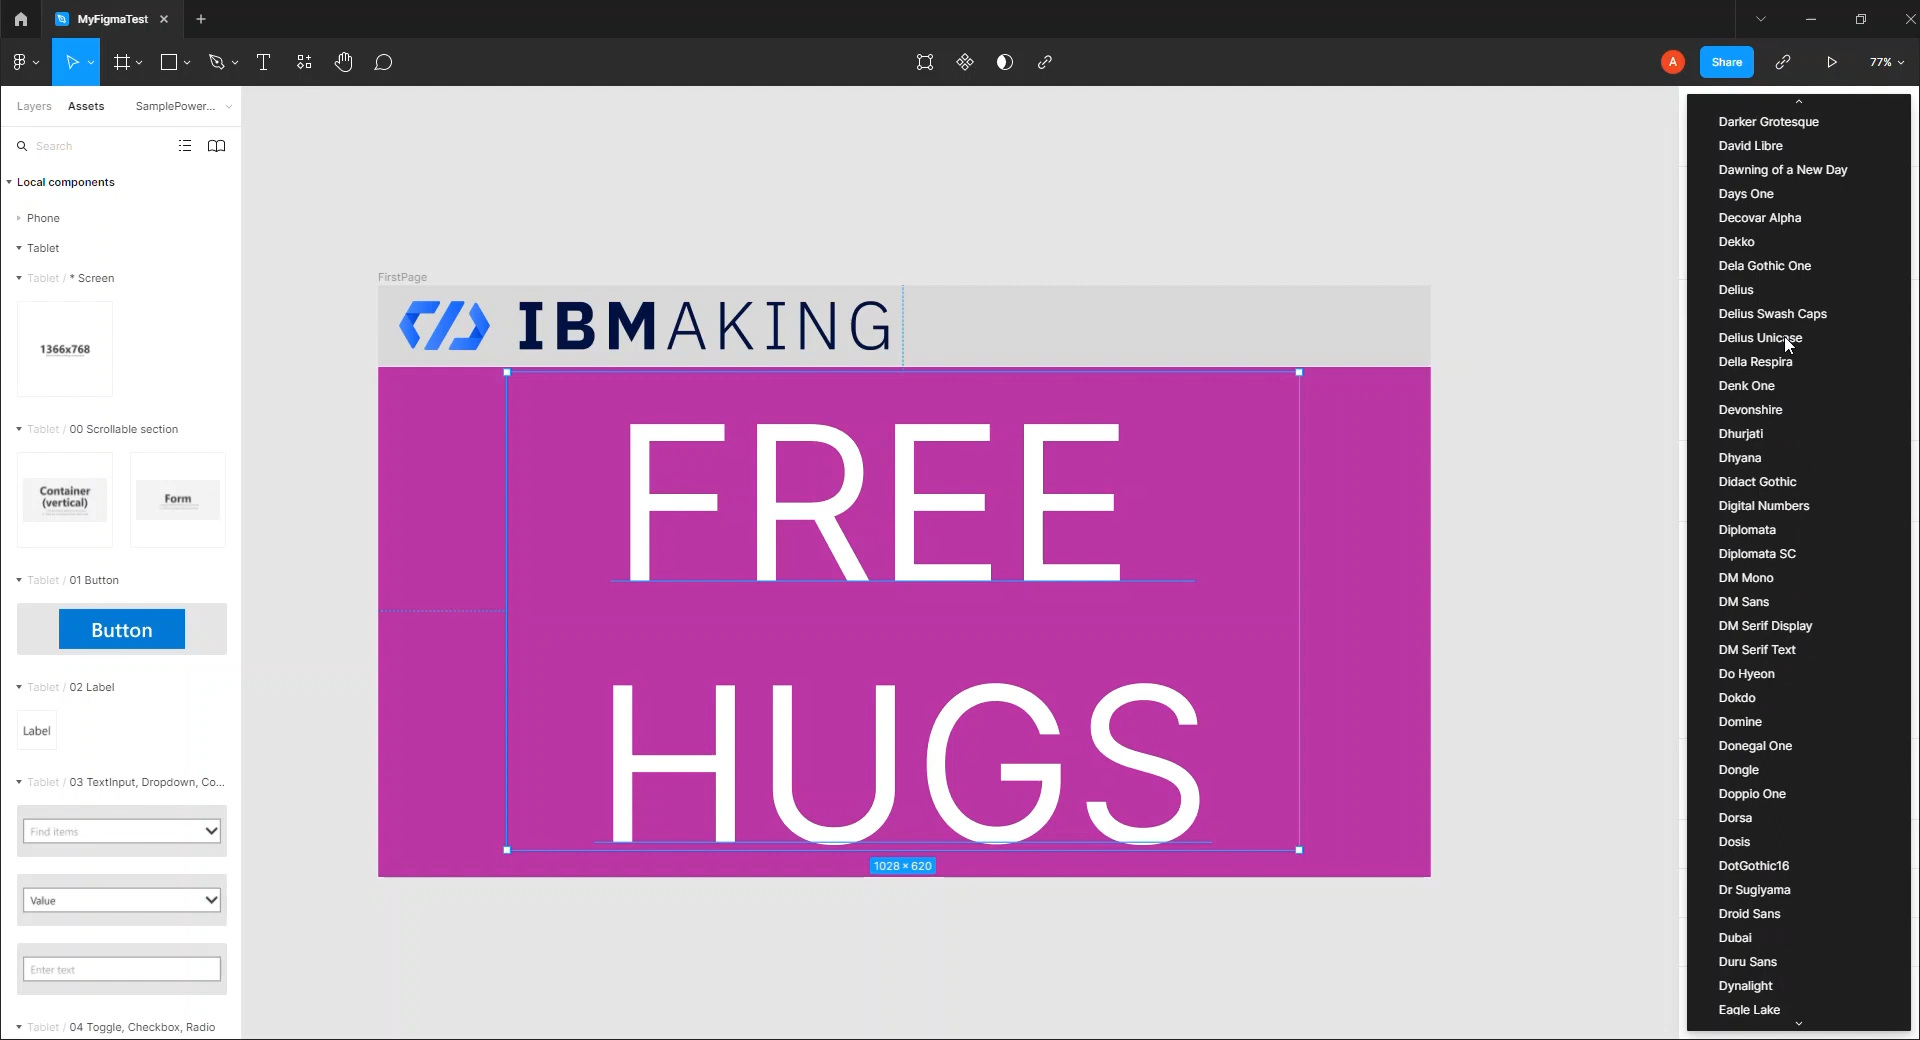 MyFigmaTest
A
Share
77%
Layers Assets SamplePower...
Search
Local components
Phone
Tablet
Tablet / * Screen
1366x768
Tablet / 00 Scrollable section
Container
(vertical)
Form
Tablet / 01 Button
Button
Tablet / 02 Label
Label
Tablet / 03 TextInput, Dropdown, Co...
Find items
Value
Enter text
Tablet / 04 Toggle, Checkbox, Radio
FirstPage
IBMAKING
FREE
HUGS
1028 × 620
Darker Grotesque
David Libre
Dawning of a New Day
Days One
Decovar Alpha
Dekko
Dela Gothic One
Delius
Delius Swash Caps
Delius Unicase
Della Respira
Denk One
Devonshire
Dhurjati
Dhyana
Didact Gothic
Digital Numbers
Diplomata
Diplomata SC
DM Mono
DM Sans
DM Serif Display
DM Serif Text
Do Hyeon
Dokdo
Domine
Donegal One
Dongle
Doppio One
Dorsa
Dosis
DotGothic16
Dr Sugiyama
Droid Sans
Dubai
Duru Sans
Dynalight
Eagle Lake